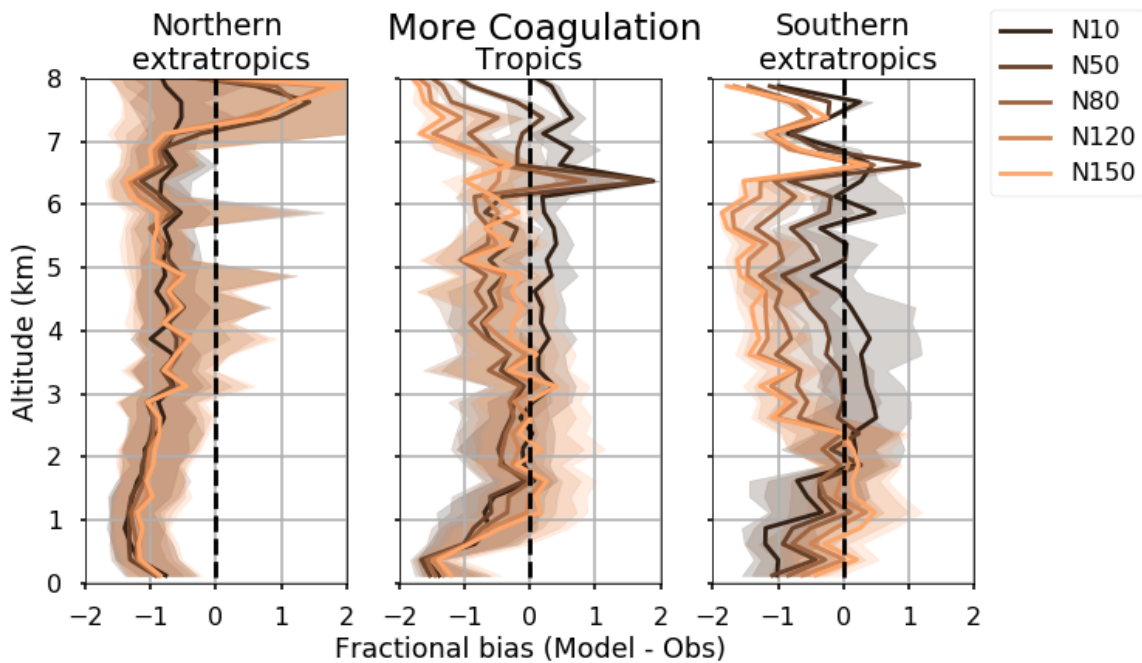 More Coagulation
Northern
extratropics
Tropics
Southern
extratropics
N10
N50
N80
N120
N150
Altitude (km)
8
7
6
5
4
3
2
1
0
−2 −1 0 1 2
−2 −1 0 1 2
−2 −1 0 1 2
Fractional bias (Model - Obs)